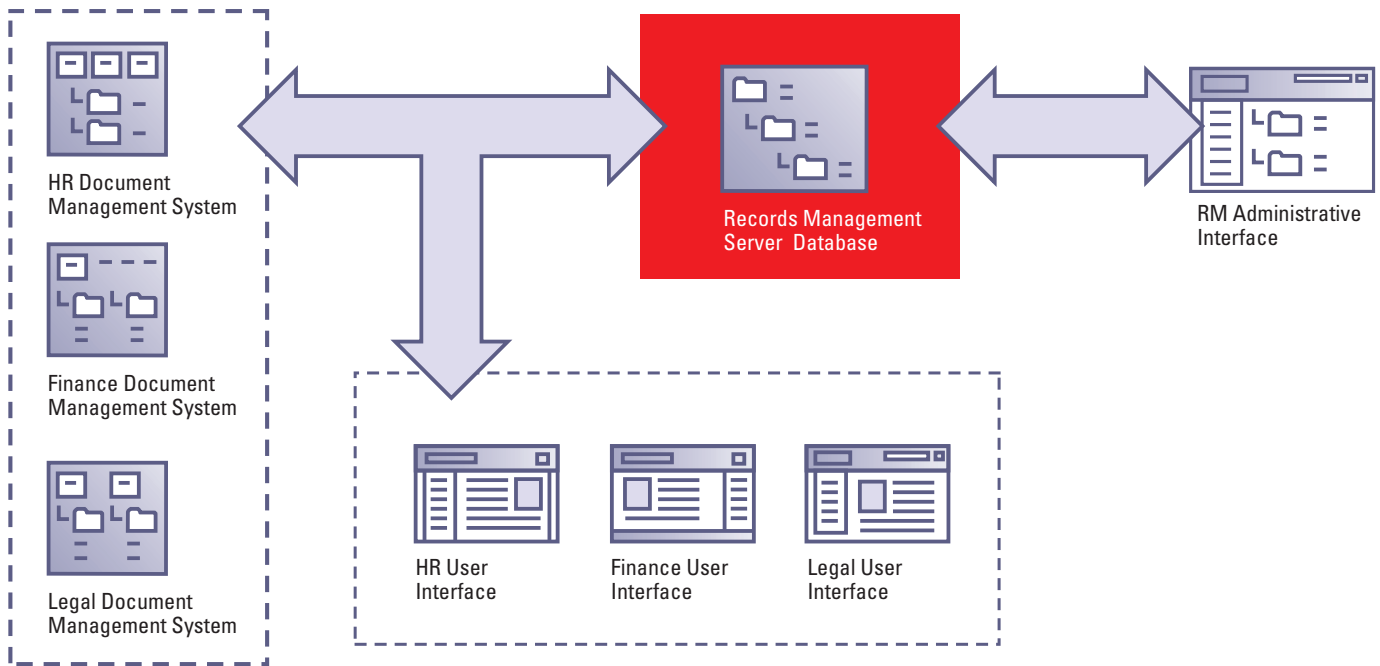 HR Document
Management System
Finance Document
Management System
Legal Document
Management System
Records Management
Server Database
RM Administrative
Interface
HR User
Interface
Finance User
Interface
Legal User
Interface